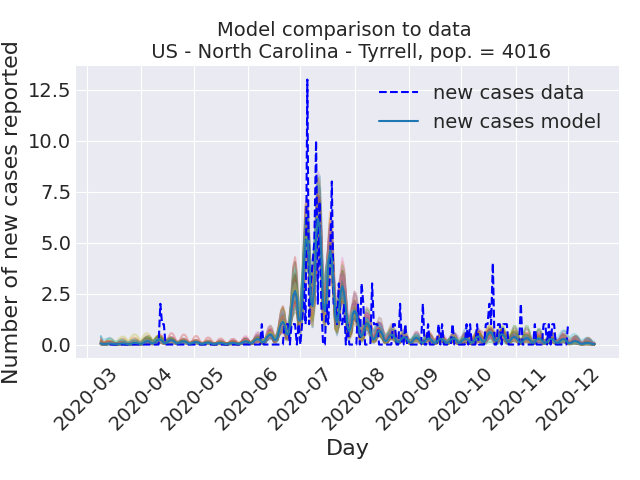 Model comparison to data
US - North Carolina - Tyrrell, pop. = 4016
new cases data
new cases model
Number of new cases reported
12.5
10.0
7.5
5.0
2.5
0.0
2020-03
2020-04
2020-05
2020-06
2020-07
2020-08
2020-09
2020-10
2020-11
2020-12
Day